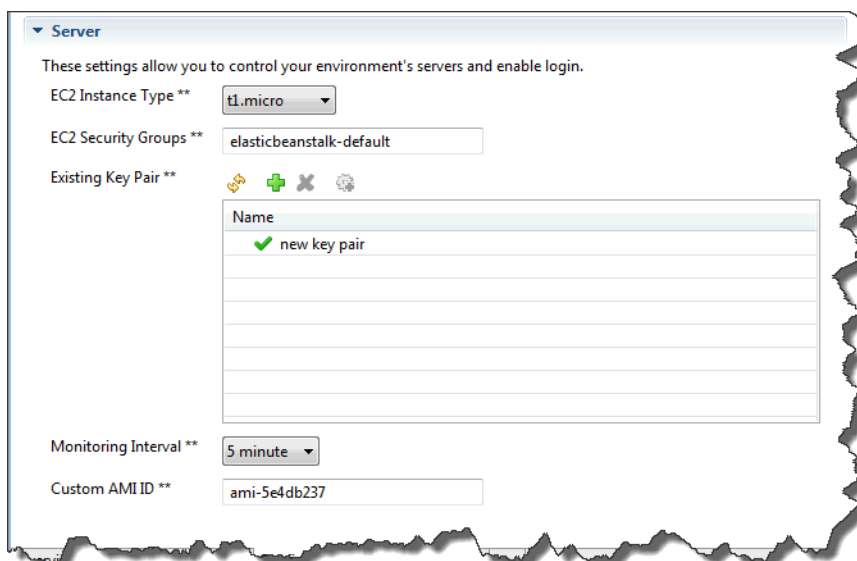 Server
These settings allow you to control your environment's servers and enable login.
EC2 Instance Type ** t1.micro
EC2 Security Groups ** elasticbeanstalk-default
Existing Key Pair **
Name
new key pair
Monitoring Interval ** 5 minute
Custom AMI ID ** ami-5e4db237